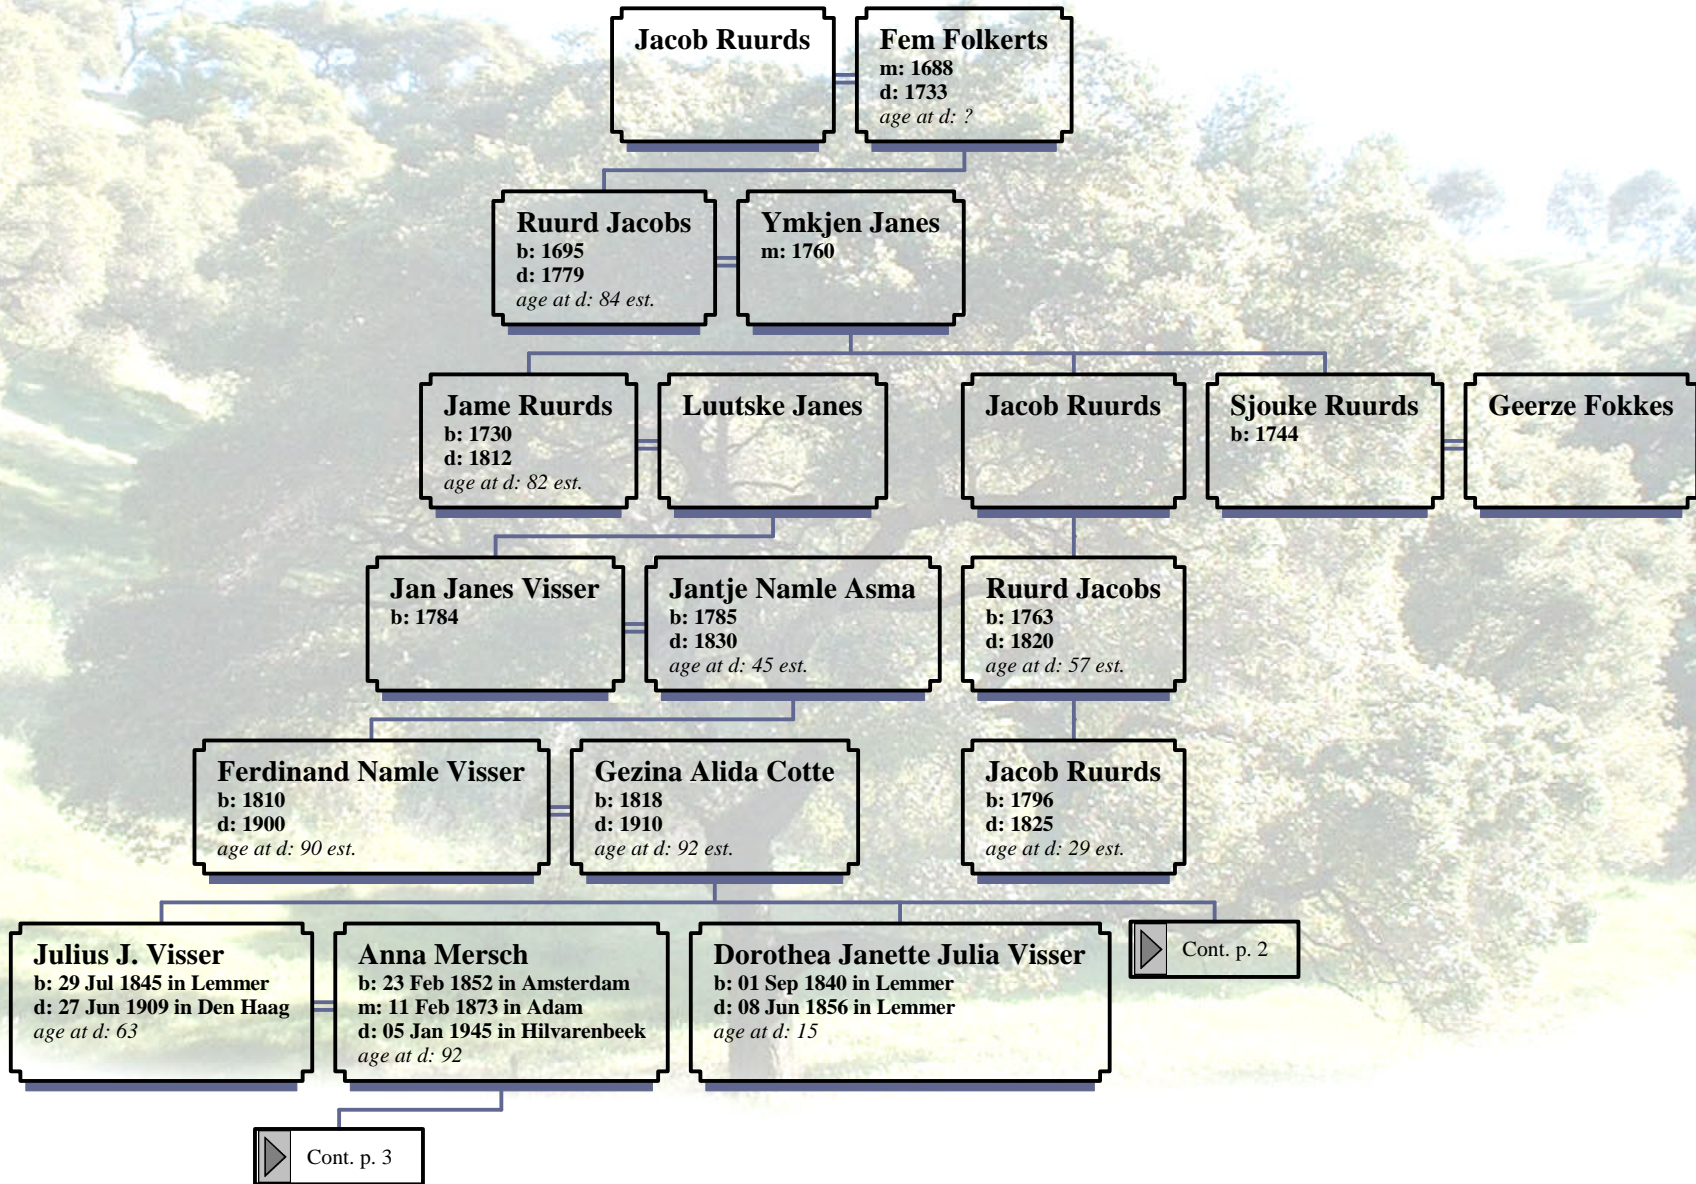 Jacob Ruurds
Fem Folkerts
m: 1688
d: 1733
age at d: ?
Ruurd Jacobs
b: 1695
d: 1779
age at d: 84 est.
Ymkjen Janes
m: 1760
Jame Ruurds
b: 1730
d: 1812
age at d: 82 est.
Luutske Janes
Jacob Ruurds
Sjouke Ruurds
b: 1744
Geerze Fokkes
Jan Janes Visser
b: 1784
Jantje Namle Asma
b: 1785
d: 1830
age at d: 45 est.
Ruurd Jacobs
b: 1763
d: 1820
age at d: 57 est.
Ferdinand Namle Visser
b: 1810
d: 1900
age at d: 90 est.
Gezina Alida Cotte
b: 1818
d: 1910
age at d: 92 est.
Jacob Ruurds
b: 1796
d: 1825
age at d: 29 est.
Julius J. Visser
b: 29 Jul 1845 in Lemmer
d: 27 Jun 1909 in Den Haag
age at d: 63
Anna Mersch
b: 23 Feb 1852 in Amsterdam
m: 11 Feb 1873 in Adam
d: 05 Jan 1945 in Hilvarenbeek
age at d: 92
Dorothea Janette Julia Visser
b: 01 Sep 1840 in Lemmer
d: 08 Jun 1856 in Lemmer
age at d: 15
Cont. p. 2
Cont. p. 3